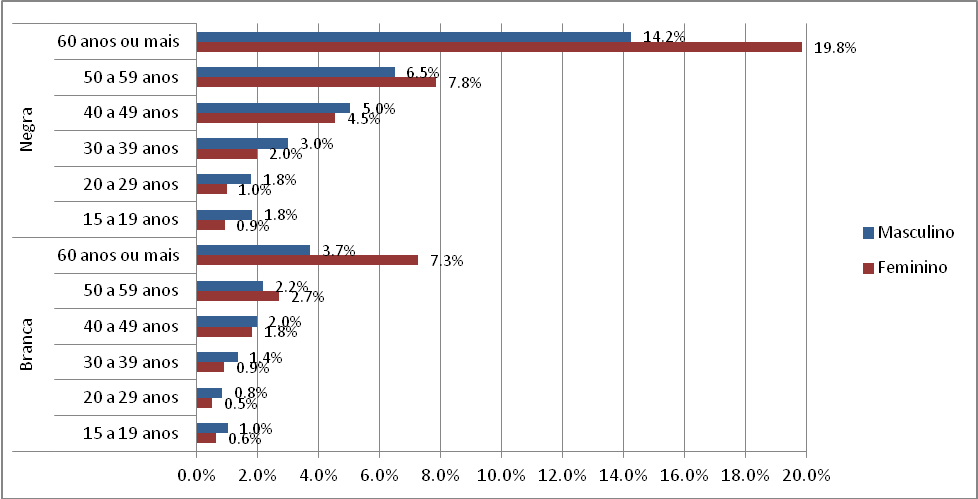 Negra
60 anos ou mais
14.2%
19.8%
50 a 59 anos
6.5%
7.8%
40 a 49 anos
5.0%
4.5%
30 a 39 anos
3.0%
2.0%
20 a 29 anos
1.8%
1.0%
15 a 19 anos
1.8%
0.9%
Branca
60 anos ou mais
3.7%
7.3%
50 a 59 anos
2.2%
2.7%
40 a 49 anos
2.0%
1.8%
30 a 39 anos
1.4%
0.9%
20 a 29 anos
0.8%
0.5%
15 a 19 anos
1.0%
0.6%
0.0% 2.0% 4.0% 6.0% 8.0% 10.0% 12.0% 14.0% 16.0% 18.0% 20.0%
Masculino
Feminino